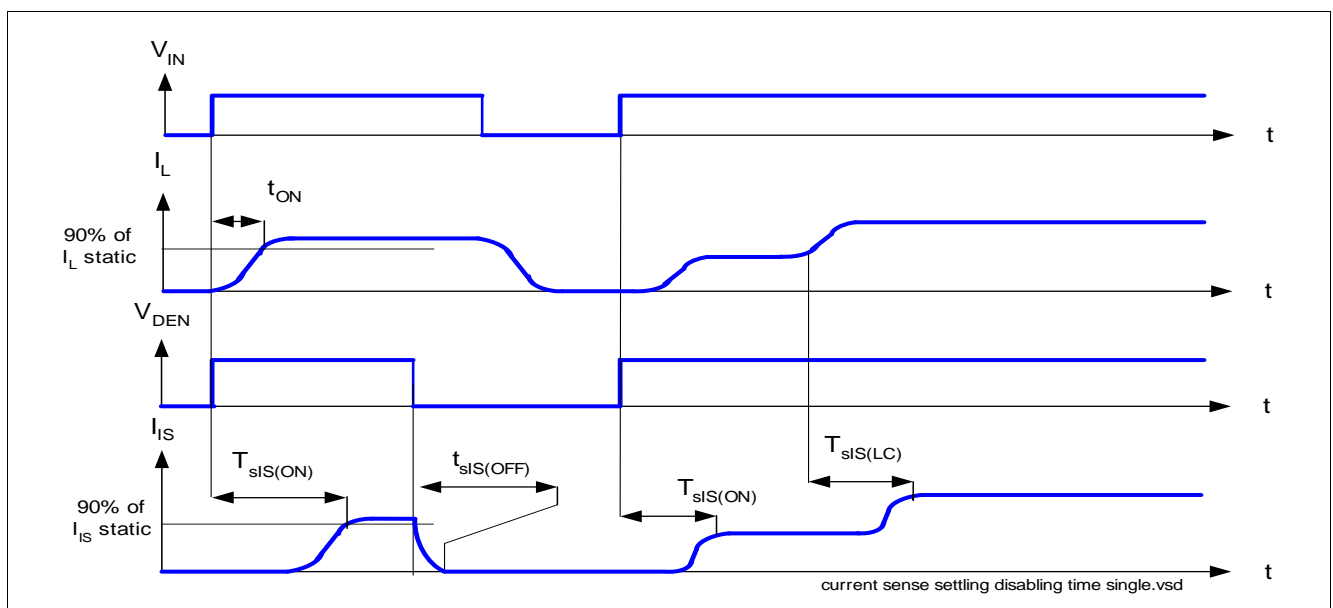 V_IN
t
I_L
t_ON
90% of
I_L static
t
V_DEN
t
I_IS
T_sIS(ON)
t_sIS(OFF)
T_sIS(ON)
T_sIS(LC)
90% of
I_IS static
t
current sense settling disabling time single.vsd